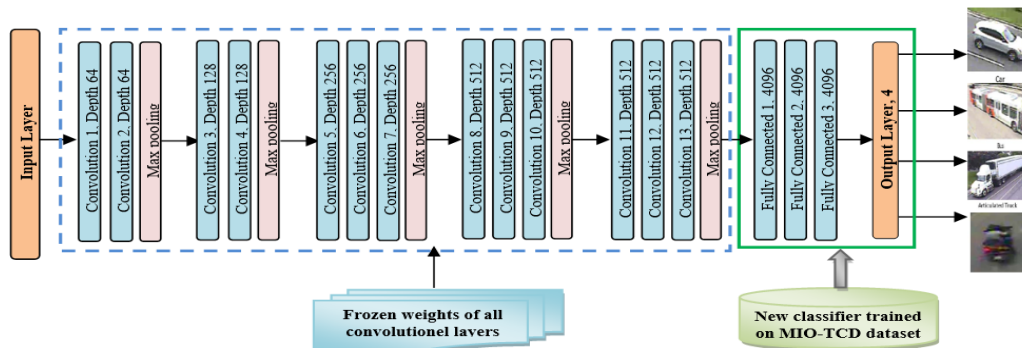 Input Layer
Convolution 1. Depth 64
Convolution 2. Depth 64
Max pooling
Convolution 3. Depth 128
Convolution 4. Depth 128
Max pooling
Convolution 5. Depth 256
Convolution 6. Depth 256
Convolution 7. Depth 256
Max pooling
Convolution 8. Depth 512
Convolution 9. Depth 512
Convolution 10. Depth 512
Max pooling
Convolution 11. Depth 512
Convolution 12. Depth 512
Convolution 13. Depth 512
Max pooling
Fully Connected 1. 4096
Fully Connected 2. 4096
Fully Connected 3. 4096
Output Layer, 4
Car
Bus
Articulated Truck
Frozen weights of all
convolutionel layers
New classifier trained
on MIO-TCD dataset